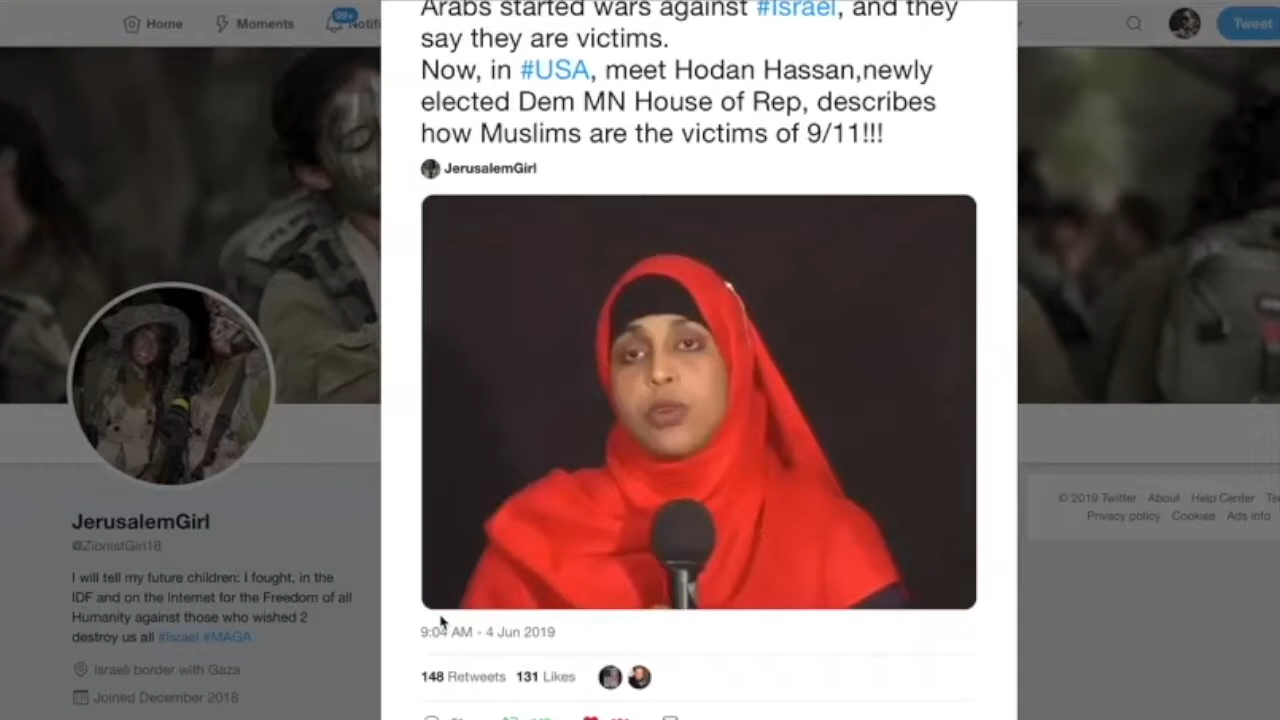 Home
Moments
99+
Notifi
Tweet
Arabs started wars against #Israel, and they
say they are victims.
Now, in #USA, meet Hodan Hassan,newly
elected Dem MN House of Rep, describes
how Muslims are the victims of 9/11!!!
JerusalemGirl
9:04 AM - 4 Jun 2019
148 Retweets 131 Likes
JerusalemGirl
@ZionistGirl18
I will tell my future children: I fought, in the
IDF and on the Internet for the Freedom of all
Humanity against those who wished 2
destroy us all #Israel #MAGA
Israeli border with Gaza
Joined December 2018
© 2019 Twitter About Help Center Te
Privacy policy Cookies Ads info